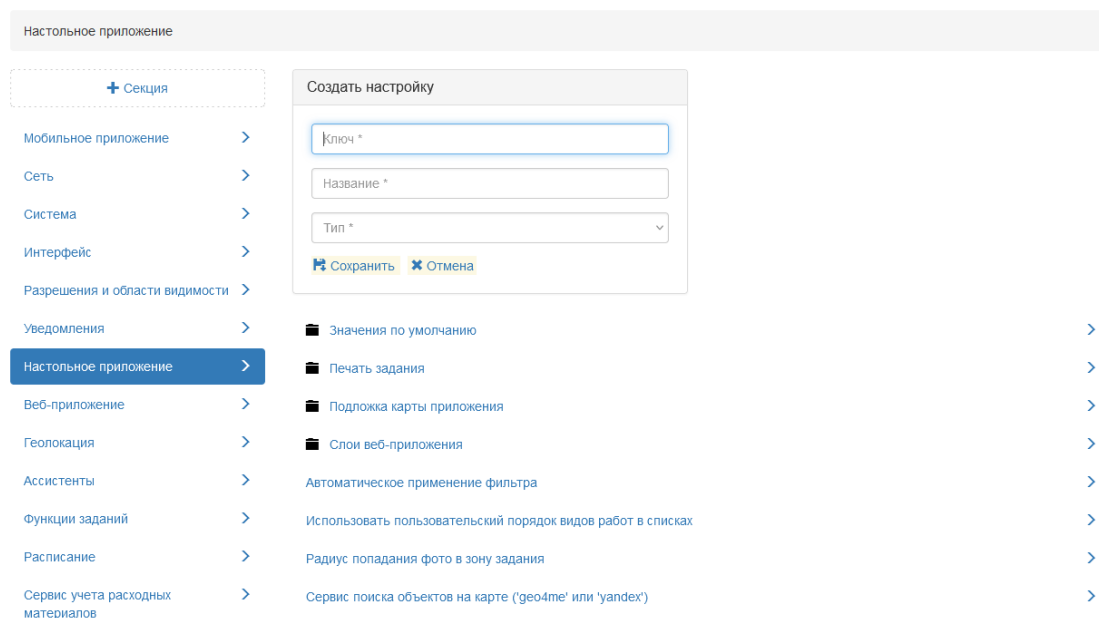 Настольное приложение
Секция
Мобильное приложение
Сеть
Система
Интерфейс
Разрешения и области видимости
Уведомления
Настольное приложение
Веб-приложение
Геолокация
Ассистенты
Функции заданий
Расписание
Сервис учета расходных
материалов
Создать настройку
Ключ *
Название *
Тип *
Сохранить Отмена
Значения по умолчанию
Печать задания
Подложка карты приложения
Слои веб-приложения
Автоматическое применение фильтра
Использовать пользовательский порядок видов работ в списках
Радиус попадания фото в зону задания
Сервис поиска объектов на карте ('geo4me' или 'yandex')